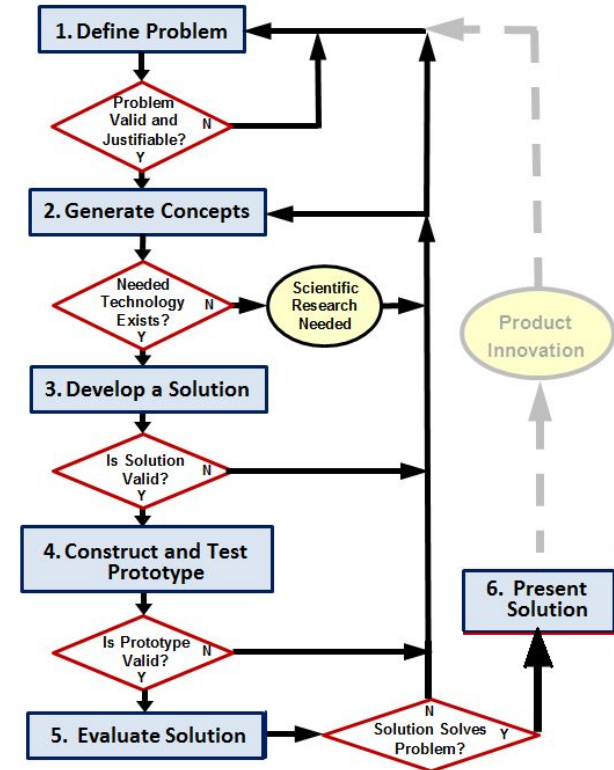 1. Define Problem
Problem
Valid and
Justifiable?
N
Y
2. Generate Concepts
Needed
Technology
Exists?
N
Y
Scientific
Research
Needed
Product
Innovation
3. Develop a Solution
Is Solution
Valid?
N
Y
4. Construct and Test
Prototype
6. Present
Solution
Is Prototype
Valid?
N
Y
5. Evaluate Solution
N
Solution Solves
Problem?
Y